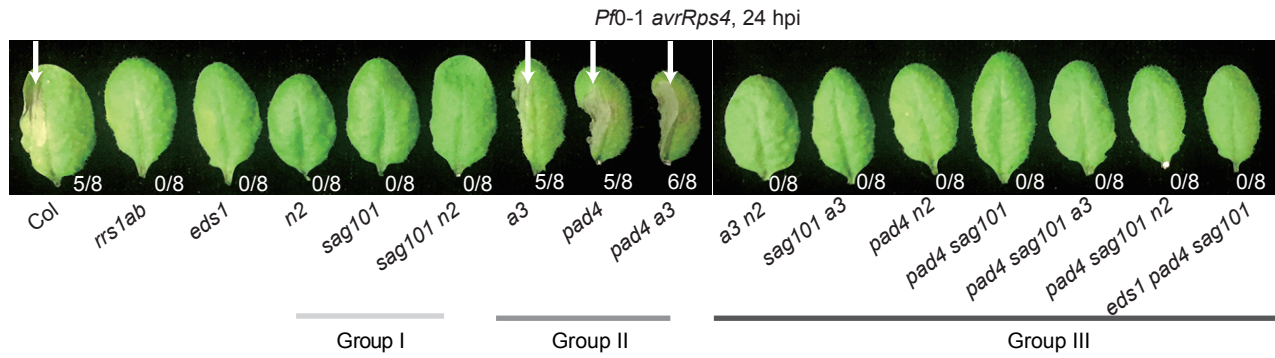 Pf0-1 avrRps4, 24 hpi
5/8 0/8 0/8 0/8 0/8 0/8 5/8 5/8 6/8 0/8 0/8 0/8 0/8 0/8 0/8 0/8
Col
rrs1ab
eds1
n2
sag101
sag101 n2
a3
pad4
pad4 a3
a3 n2
sag101 a3
pad4 n2
pad4 sag101
pad4 sag101 a3
pad4 sag101 n2
eds1 pad4 sag101
Group I Group II Group III